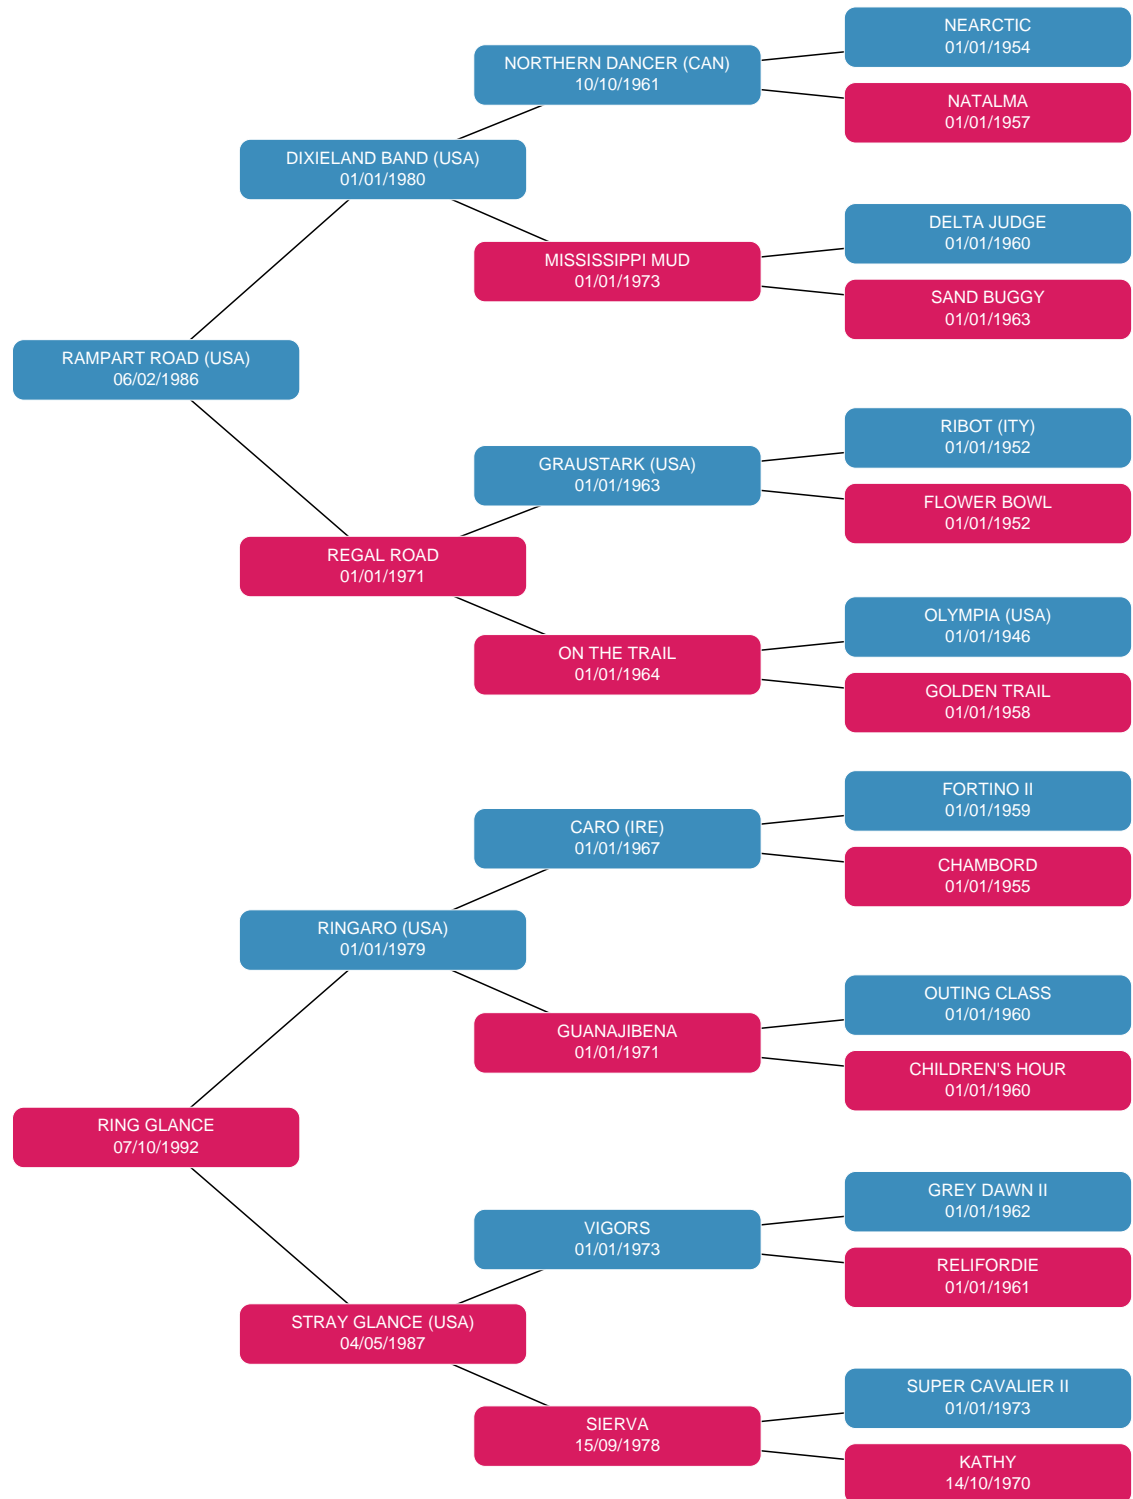 NEARCTIC
01/01/1954
NORTHERN DANCER (CAN)
10/10/1961
NATALMA
01/01/1957
DIXIELAND BAND (USA)
01/01/1980
DELTA JUDGE
01/01/1960
MISSISSIPPI MUD
01/01/1973
SAND BUGGY
01/01/1963
RAMPART ROAD (USA)
06/02/1986
RIBOT (ITY)
01/01/1952
GRAUSTARK (USA)
01/01/1963
FLOWER BOWL
01/01/1952
REGAL ROAD
01/01/1971
OLYMPIA (USA)
01/01/1946
ON THE TRAIL
01/01/1964
GOLDEN TRAIL
01/01/1958
FORTINO II
01/01/1959
CARO (IRE)
01/01/1967
CHAMBORD
01/01/1955
RINGARO (USA)
01/01/1979
OUTING CLASS
01/01/1960
GUANAJIBENA
01/01/1971
CHILDREN'S HOUR
01/01/1960
RING GLANCE
07/10/1992
GREY DAWN II
01/01/1962
VIGORS
01/01/1973
RELIFORDIE
01/01/1961
STRAY GLANCE (USA)
04/05/1987
SUPER CAVALIER II
01/01/1973
SIERVA
15/09/1978
KATHY
14/10/1970